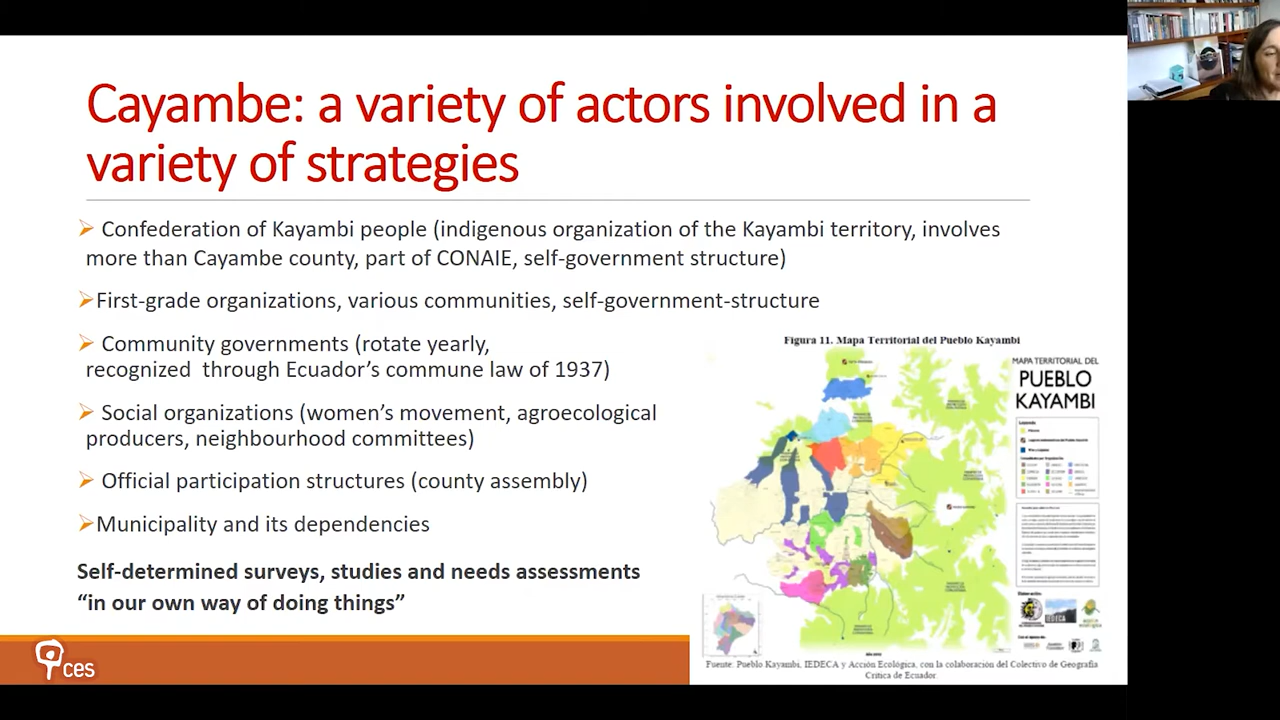 Cayambe: a variety of actors involved in a
variety of strategies
Confederation of Kayambi people (indigenous organization of the Kayambi territory, involves
more than Cayambe county, part of CONAIE, self-government structure)
First-grade organizations, various communities, self-government-structure
Community governments (rotate yearly,
recognized through Ecuador’s commune law of 1937)
Social organizations (women’s movement, agroecological
producers, neighbourhood committees)
Official participation structures (county assembly)
Municipality and its dependencies
Self-determined surveys, censuses and needs assessments
“in our own way of doing things”
ces
Figura 11. Mapa Territorial del Pueblo Kayambi
MAPA TERRITORIAL DEL
PUEBLO
KAYAMBI
Fuente: Pueblo Kayambi, IEDECA y Acción Ecológica, con la colaboración del Colectivo de Geografía
Crítica de Ecuador.